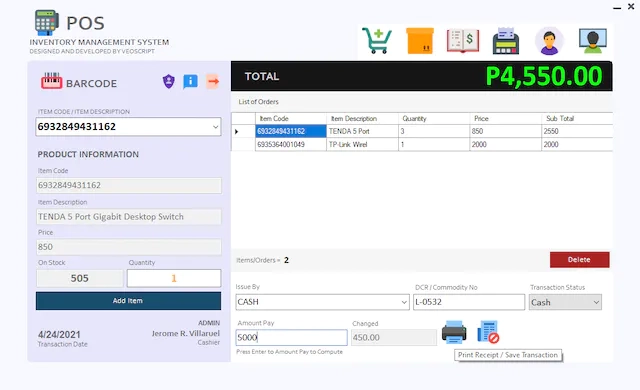 POS
INVENTORY MANAGEMENT SYSTEM
DESIGNED AND DEVELOPED BY VEOSCRIPT
BARCODE
ITEM CODE / ITEM DESCRIPTION
6932849431162
PRODUCT INFORMATION
Item Code
6932849431162
Item Description
TENDA 5 Port Gigabit Desktop Switch
Price
850
On Stock Quantity
505 1
Add Item
ADMIN
4/24/2021 Jerome R. Villaruel
Transaction Date Cashier
TOTAL P4,550.00
List of Orders
Item Code Item Description Quantity Price Sub Total
6932849431162 TENDA 5 Port 3 850 2550
6935364001049 TP-Link Wirel 1 2000 2000
Items/Orders = 2 Delete
Issue By DCR / Commodity No Transaction Status
CASH L-0532 Cash
Amount Pay Changed
5000 450.00
Press Enter to Amount Pay to Compute
Print Receipt / Save Transaction